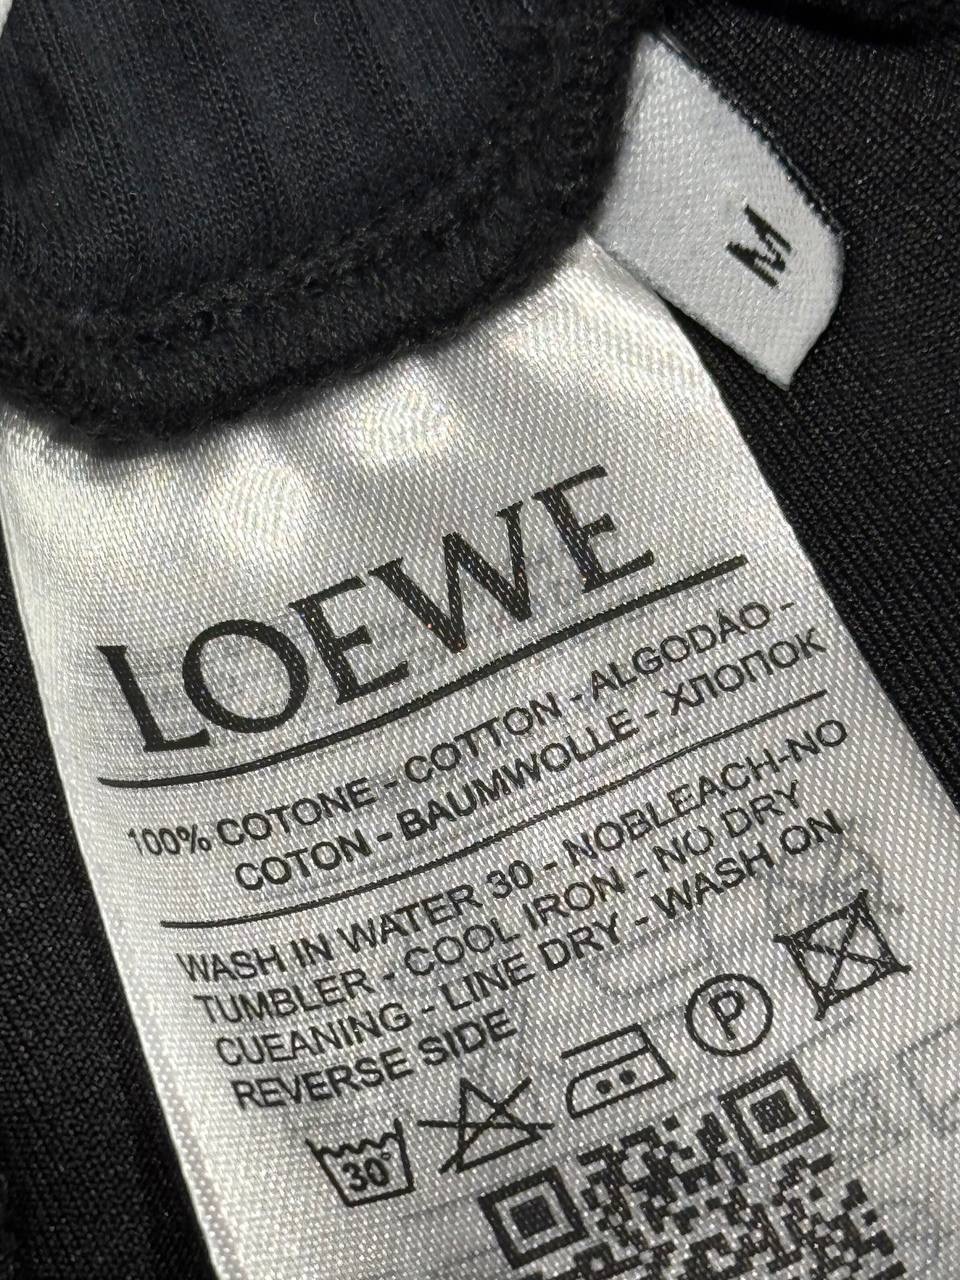 M
LOEWE
100% COTONE - COTTON - ALGODÃO -
COTON - BAUMWOLLE - ХЛОПОК
WASH IN WATER 30 - NOBLEACH-NO
TUMBLER - COOL IRON - NO DRY
CUEANING - LINE DRY - WASH ON
REVERSE SIDE
30°
P